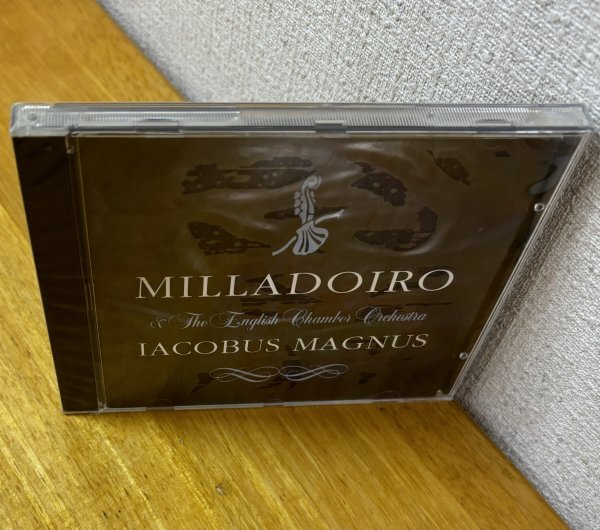 MILLADOIRO
& The English Chamber Orchestra
IACOBUS MAGNUS